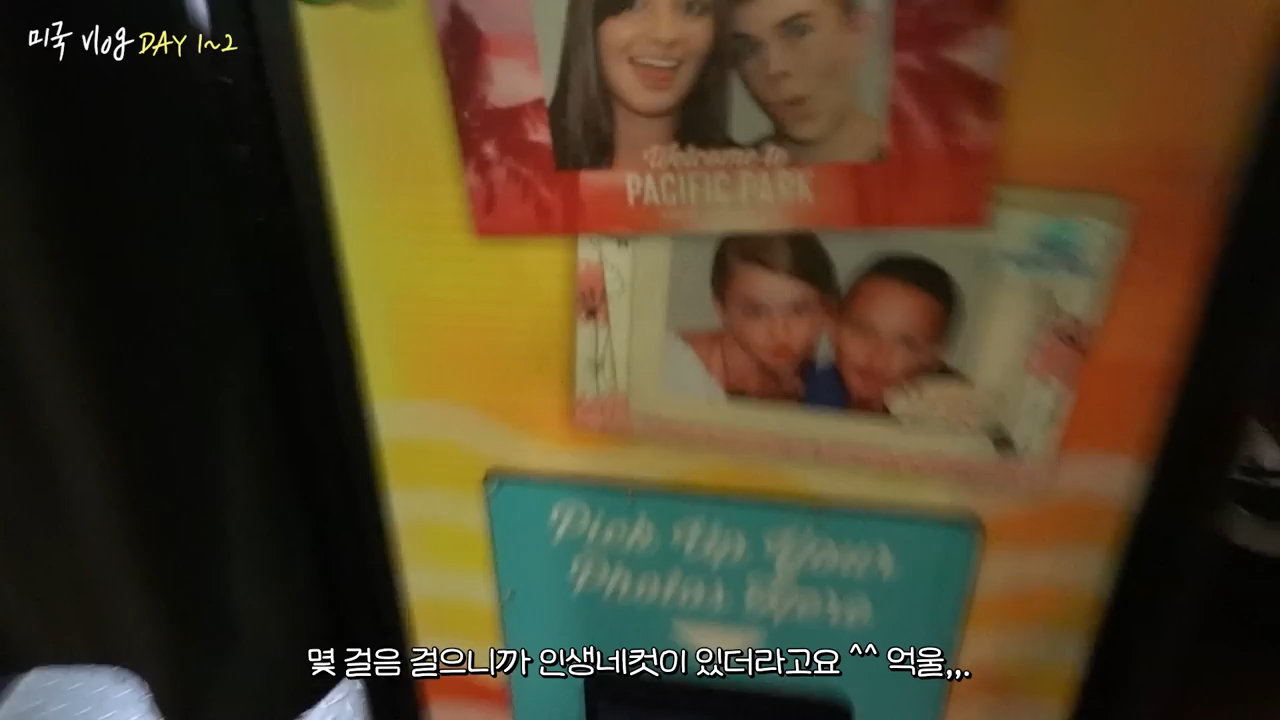 미국 vlog DAY 1~2
Welcome to
PACIFIC PARK
Pick Up Your
Photos Here
몇 걸음 걸으니까 인생네컷이 있더라고요 ^^ 억울,,.